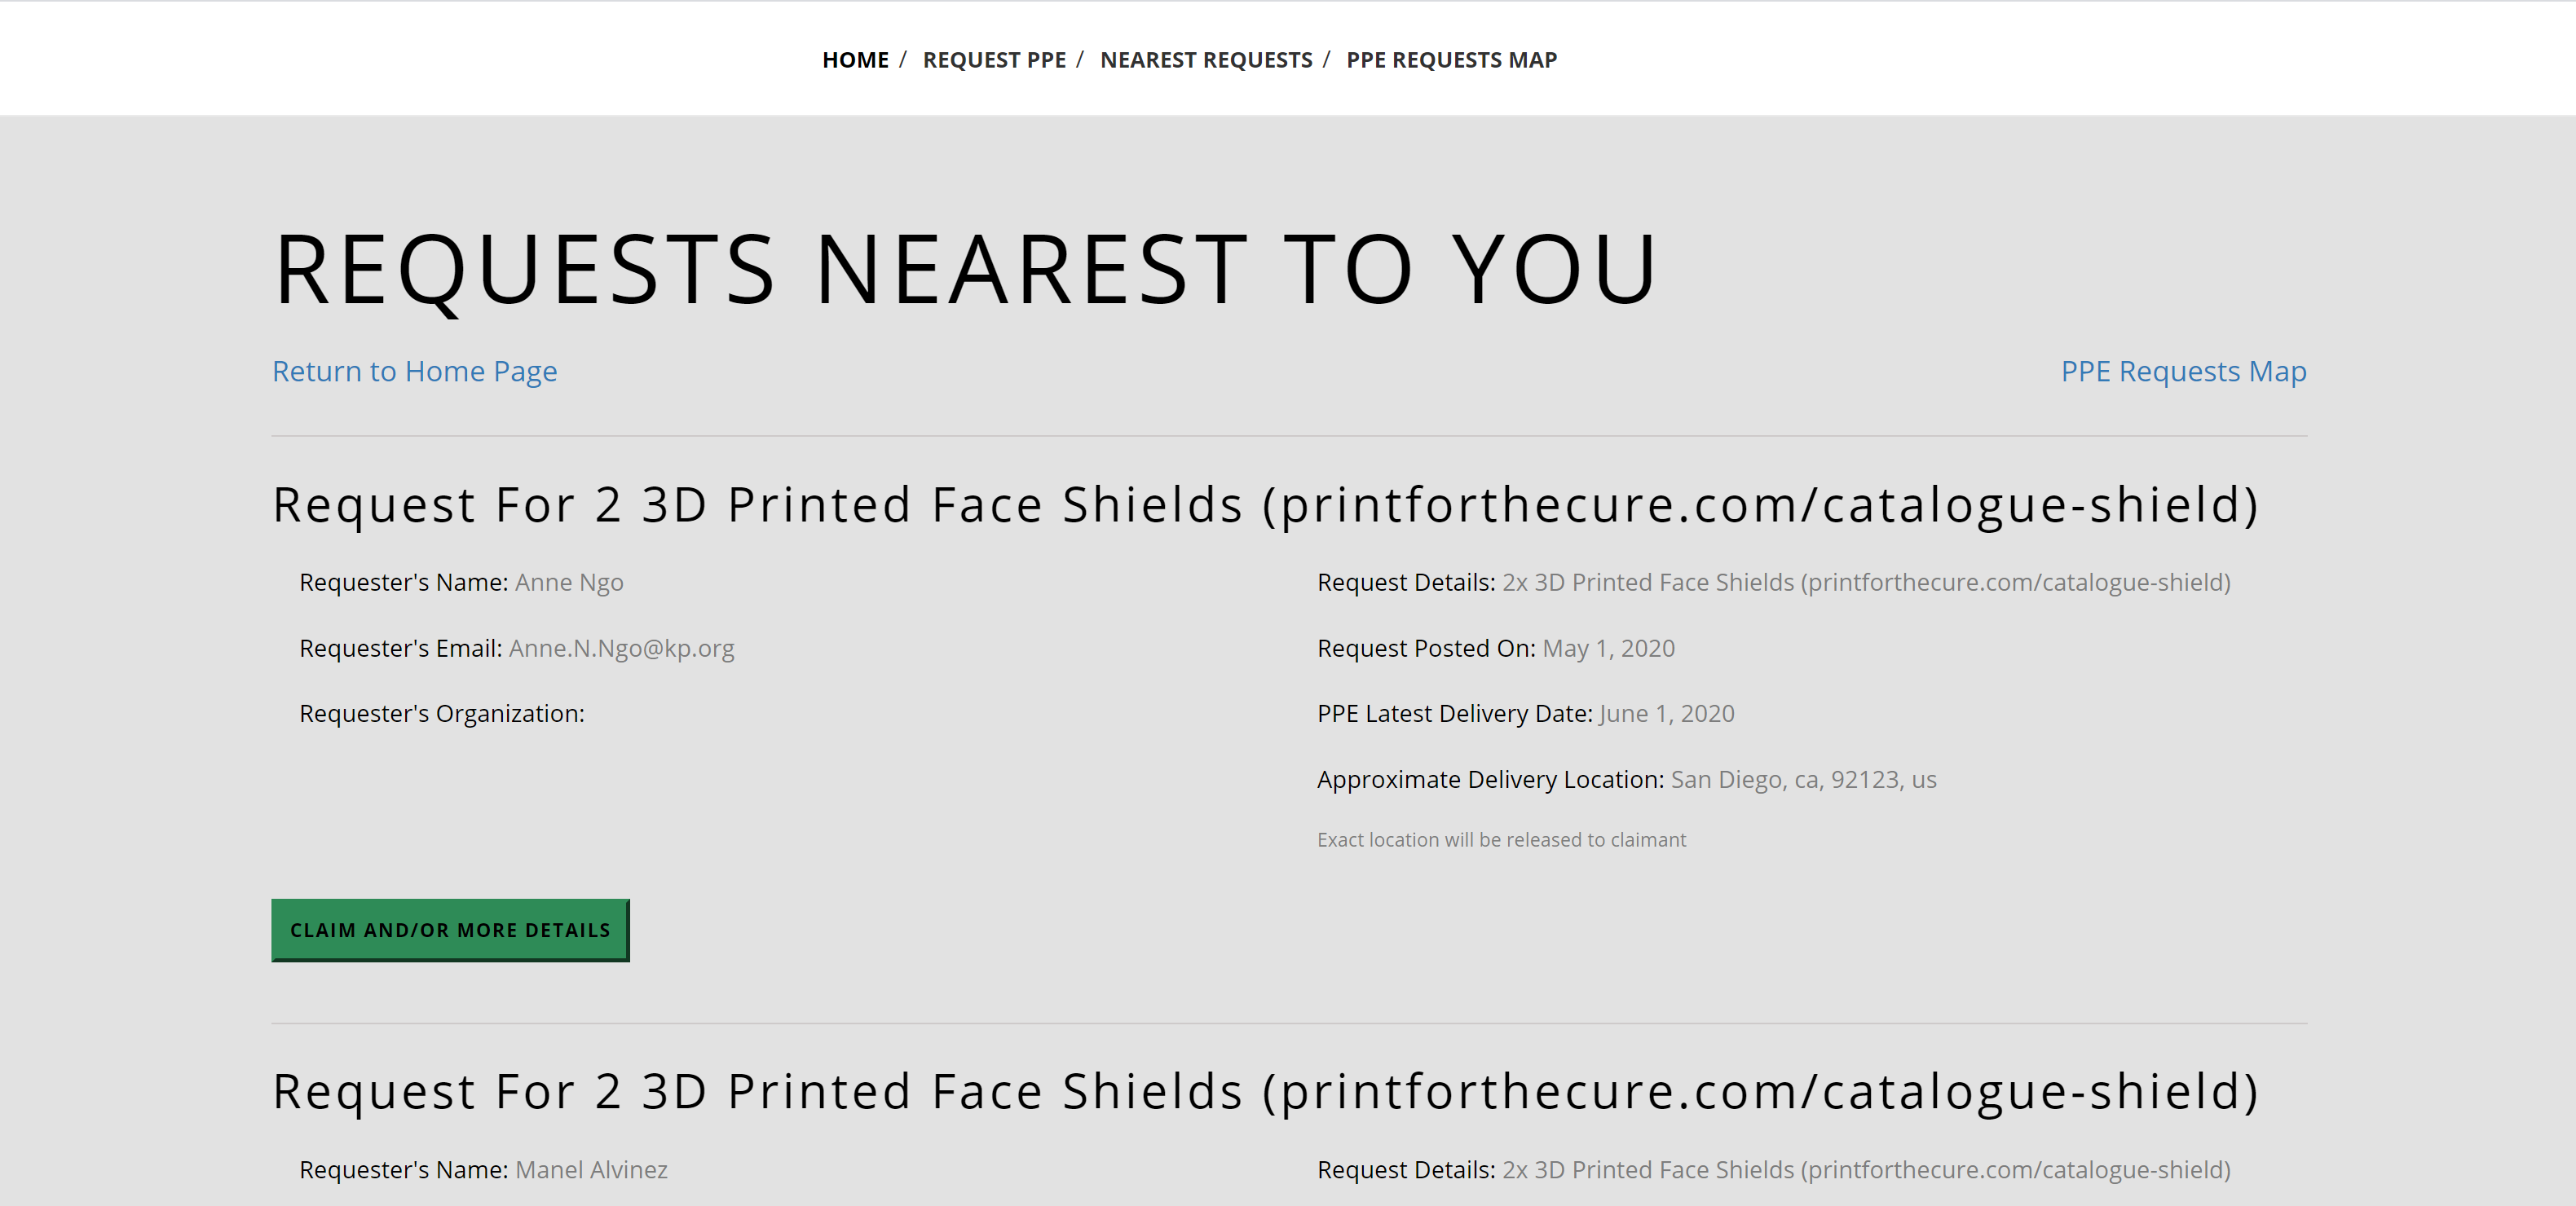 HOME / REQUEST PPE / NEAREST REQUESTS / PPE REQUESTS MAP
REQUESTS NEAREST TO YOU
Return to Home Page
PPE Requests Map
Request For 2 3D Printed Face Shields (printforthecure.com/catalogue-shield)
Requester's Name: Anne Ngo
Requester's Email: Anne.N.Ngo@kp.org
Requester's Organization:
Request Details: 2x 3D Printed Face Shields (printforthecure.com/catalogue-shield)
Request Posted On: May 1, 2020
PPE Latest Delivery Date: June 1, 2020
Approximate Delivery Location: San Diego, ca, 92123, us
Exact location will be released to claimant
CLAIM AND/OR MORE DETAILS
Request For 2 3D Printed Face Shields (printforthecure.com/catalogue-shield)
Requester's Name: Manel Alvinez
Request Details: 2x 3D Printed Face Shields (printforthecure.com/catalogue-shield)